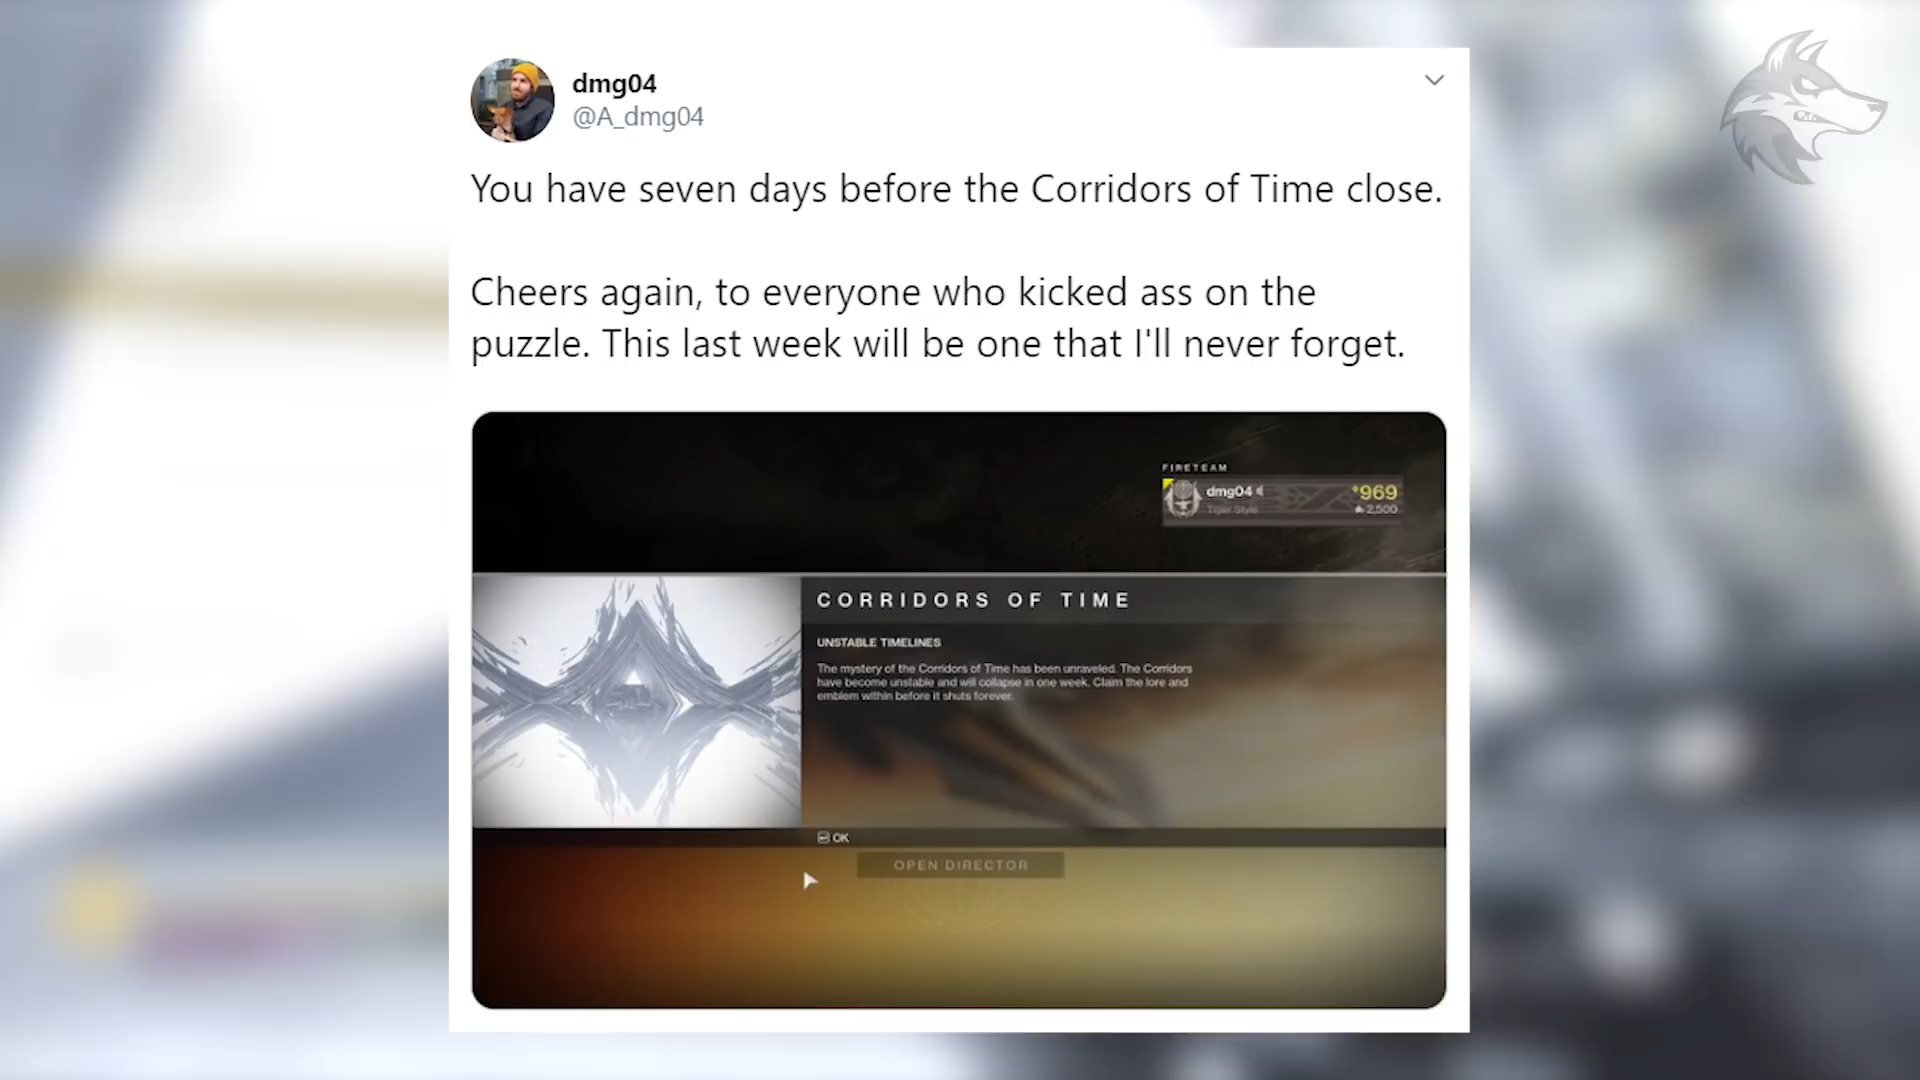 dmg04
@A_dmg04
You have seven days before the Corridors of Time close.
Cheers again, to everyone who kicked ass on the
puzzle. This last week will be one that I'll never forget.
FIRETEAM
dmg04
969
Tiger Style
2,500
CORRIDORS OF TIME
UNSTABLE TIMELINES
The mystery of the Corridors of Time has been unraveled. The Corridors
have become unstable and will collapse in one week. Claim the lore and
emblem within before it shuts forever.
OK
OPEN DIRECTOR